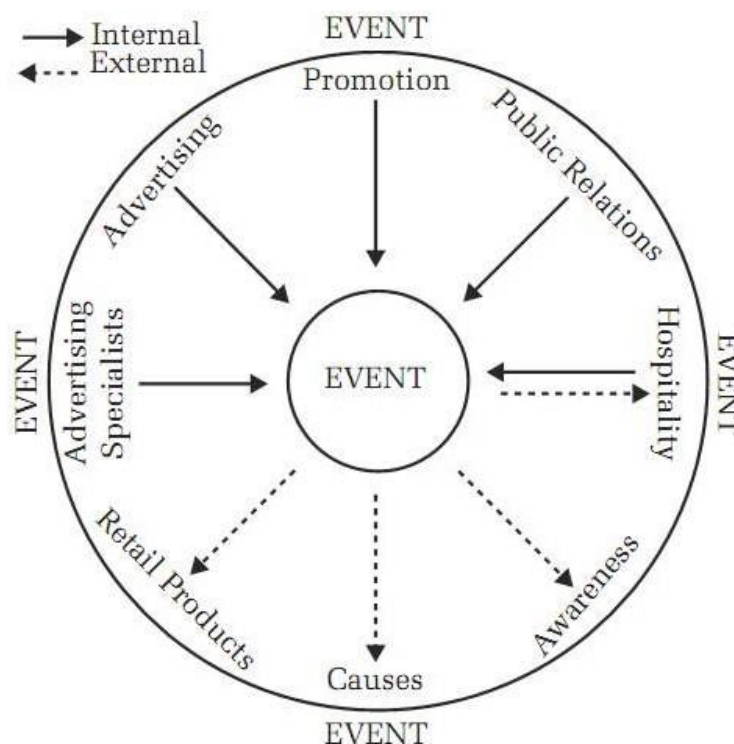 Internal
External
EVENT
Promotion
Public Relations
Advertising
Hospitality
EVENT
EVENT
Advertising
Specialists
EVENT
Retail Products
Awareness
Causes
EVENT